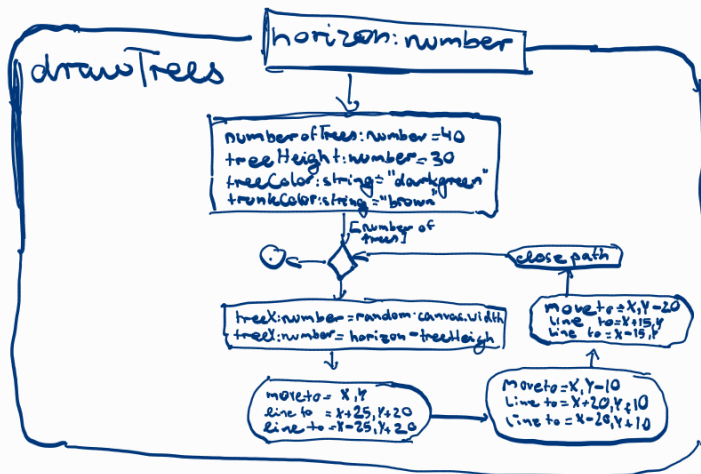 horizon:number
drawTrees
numberofTrees:number=40
treeHeight:number=30
treeColor:string="darkgreen"
trunkColor:string="brown"
[number of
trees]
close path
treeX:number=random·canvas.width
treeY:number=horizon-treeHeigh
moveto= X,Y-20
line to=X+15,Y
line to=X-15,Y
moveto= X,Y
line to = X+25,Y+20
line to =X-25,Y+20
moveto=X,Y-10
line to=X+20,Y+10
line to=X-20,Y+10